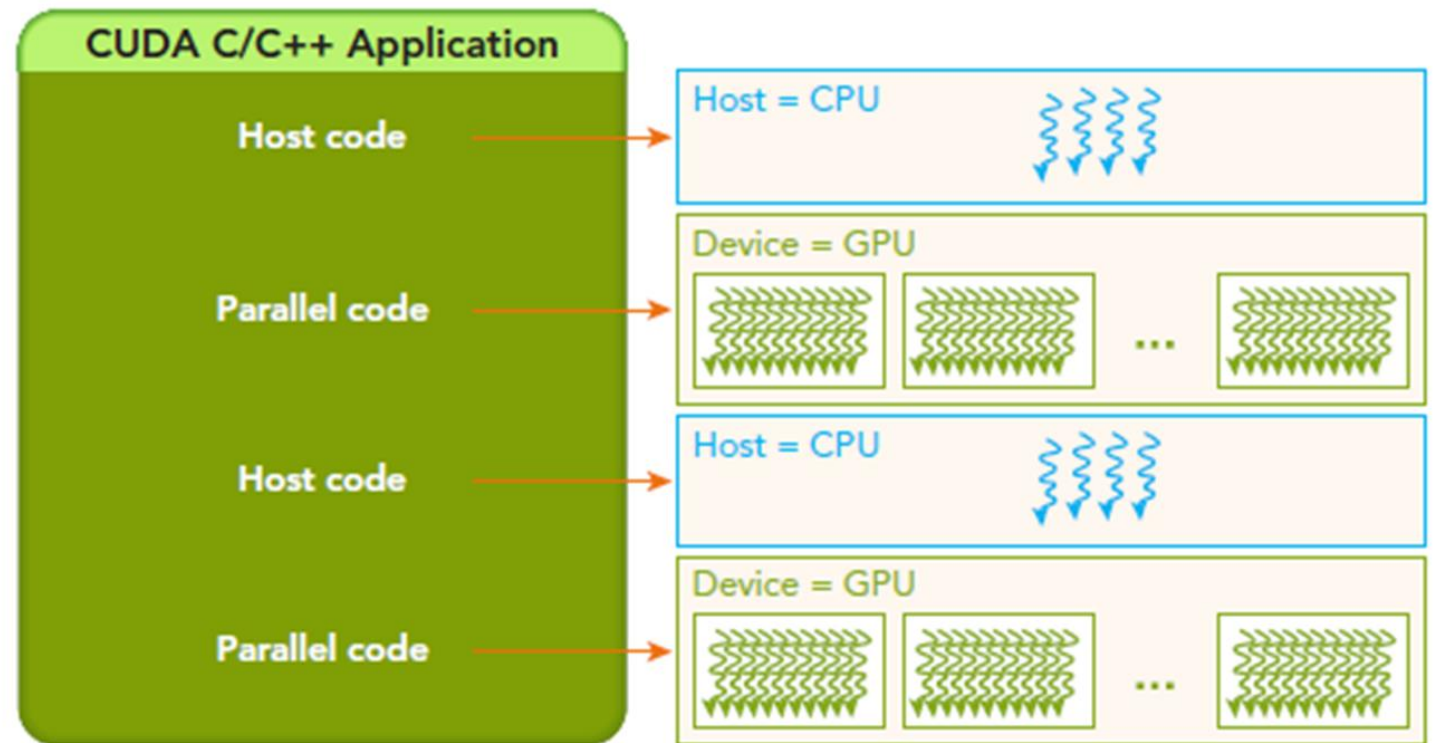 CUDA C/C++ Application
Host code
Host = CPU
Parallel code
Device = GPU
...
Host code
Host = CPU
Parallel code
Device = GPU
...